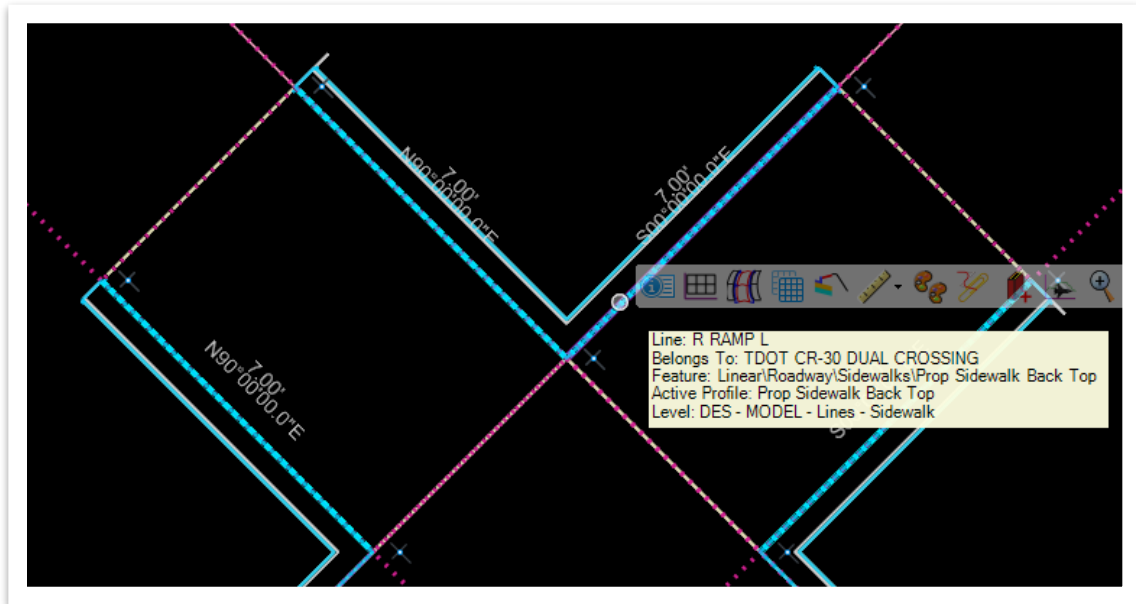 7.00'
N90°00'00.0"E
7.00'
S00°00'00.0"E
Line: R RAMP L
Belongs To: TDOT CR-30 DUAL CROSSING
Feature: Linear\Roadway\Sidewalks\Prop Sidewalk Back Top
Active Profile: Prop Sidewalk Back Top
Level: DES - MODEL - Lines - Sidewalk
7.00'
N90°00'00.0"E